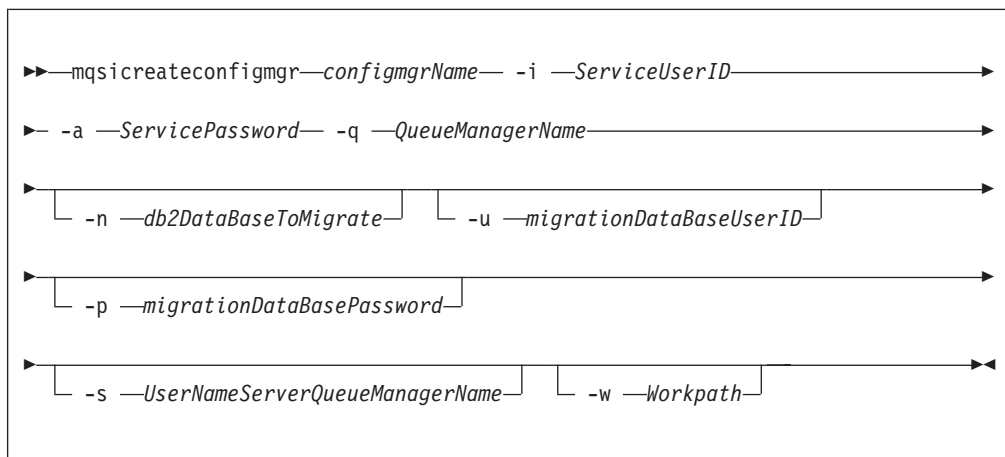 mqsicreateconfigmgr configmgrName -i ServiceUserID
-a ServicePassword -q QueueManagerName
-n db2DataBaseToMigrate -u migrationDataBaseUserID
-p migrationDataBasePassword
-s UserNameServerQueueManagerName -w Workpath